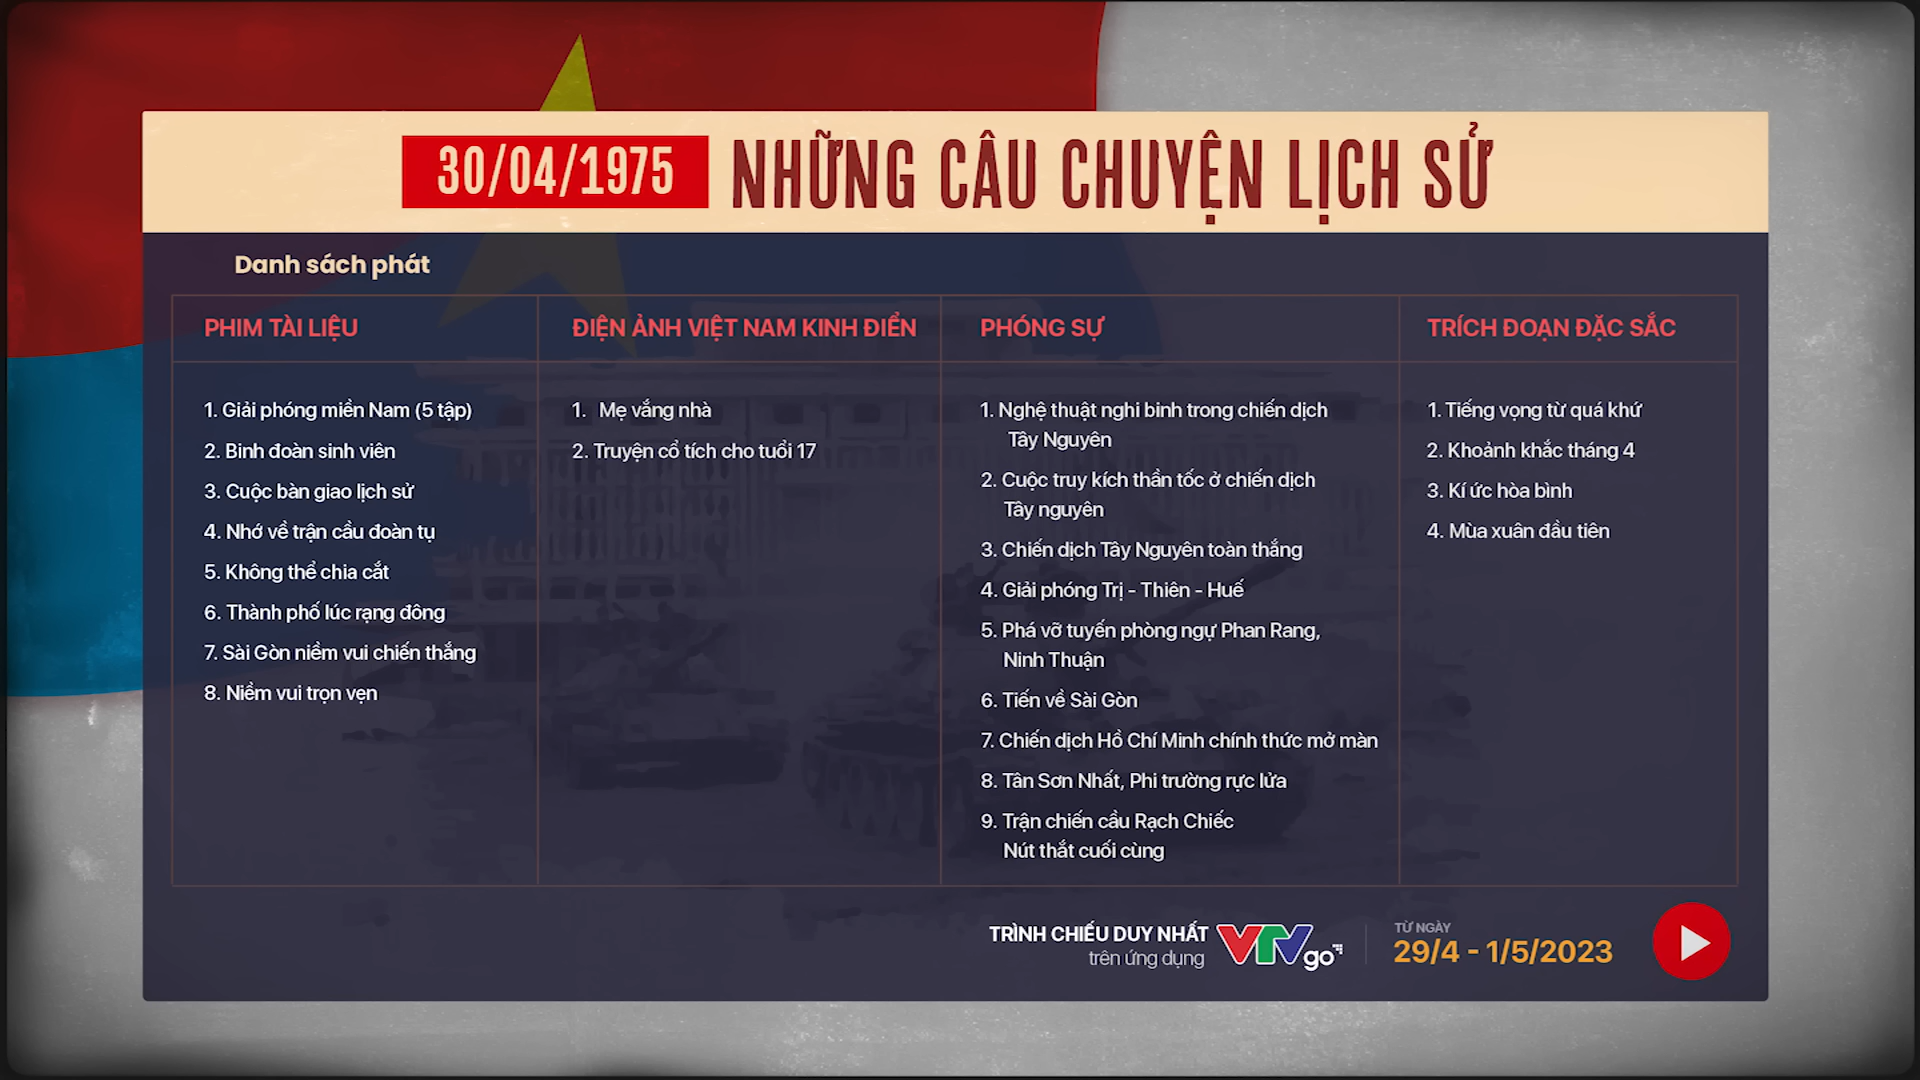 30/04/1975 NHỮNG CÂU CHUYỆN LỊCH SỬ
Danh sách phát
PHIM TÀI LIỆU
1. Giải phóng miền Nam (5 tập)
2. Binh đoàn sinh viên
3. Cuộc bàn giao lịch sử
4. Nhớ về trận cầu đoàn tụ
5. Không thể chia cắt
6. Thành phố lúc rạng đông
7. Sài Gòn niềm vui chiến thắng
8. Niềm vui trọn vẹn
ĐIỆN ẢNH VIỆT NAM KINH ĐIỂN
1. Mẹ vắng nhà
2. Truyện cổ tích cho tuổi 17
PHÓNG SỰ
1. Nghệ thuật nghi binh trong chiến dịch
Tây Nguyên
2. Cuộc truy kích thần tốc ở chiến dịch
Tây nguyên
3. Chiến dịch Tây Nguyên toàn thắng
4. Giải phóng Trị - Thiên - Huế
5. Phá vỡ tuyến phòng ngự Phan Rang,
Ninh Thuận
6. Tiến về Sài Gòn
7. Chiến dịch Hồ Chí Minh chính thức mở màn
8. Tân Sơn Nhất, Phi trường rực lửa
9. Trận chiến cầu Rạch Chiếc
Nút thắt cuối cùng
TRÍCH ĐOẠN ĐẶC SẮC
1. Tiếng vọng từ quá khứ
2. Khoảnh khắc tháng 4
3. Kí ức hòa bình
4. Mùa xuân đầu tiên
TRÌNH CHIẾU DUY NHẤT
trên ứng dụng
VTVgo
TỪ NGÀY
29/4 - 1/5/2023